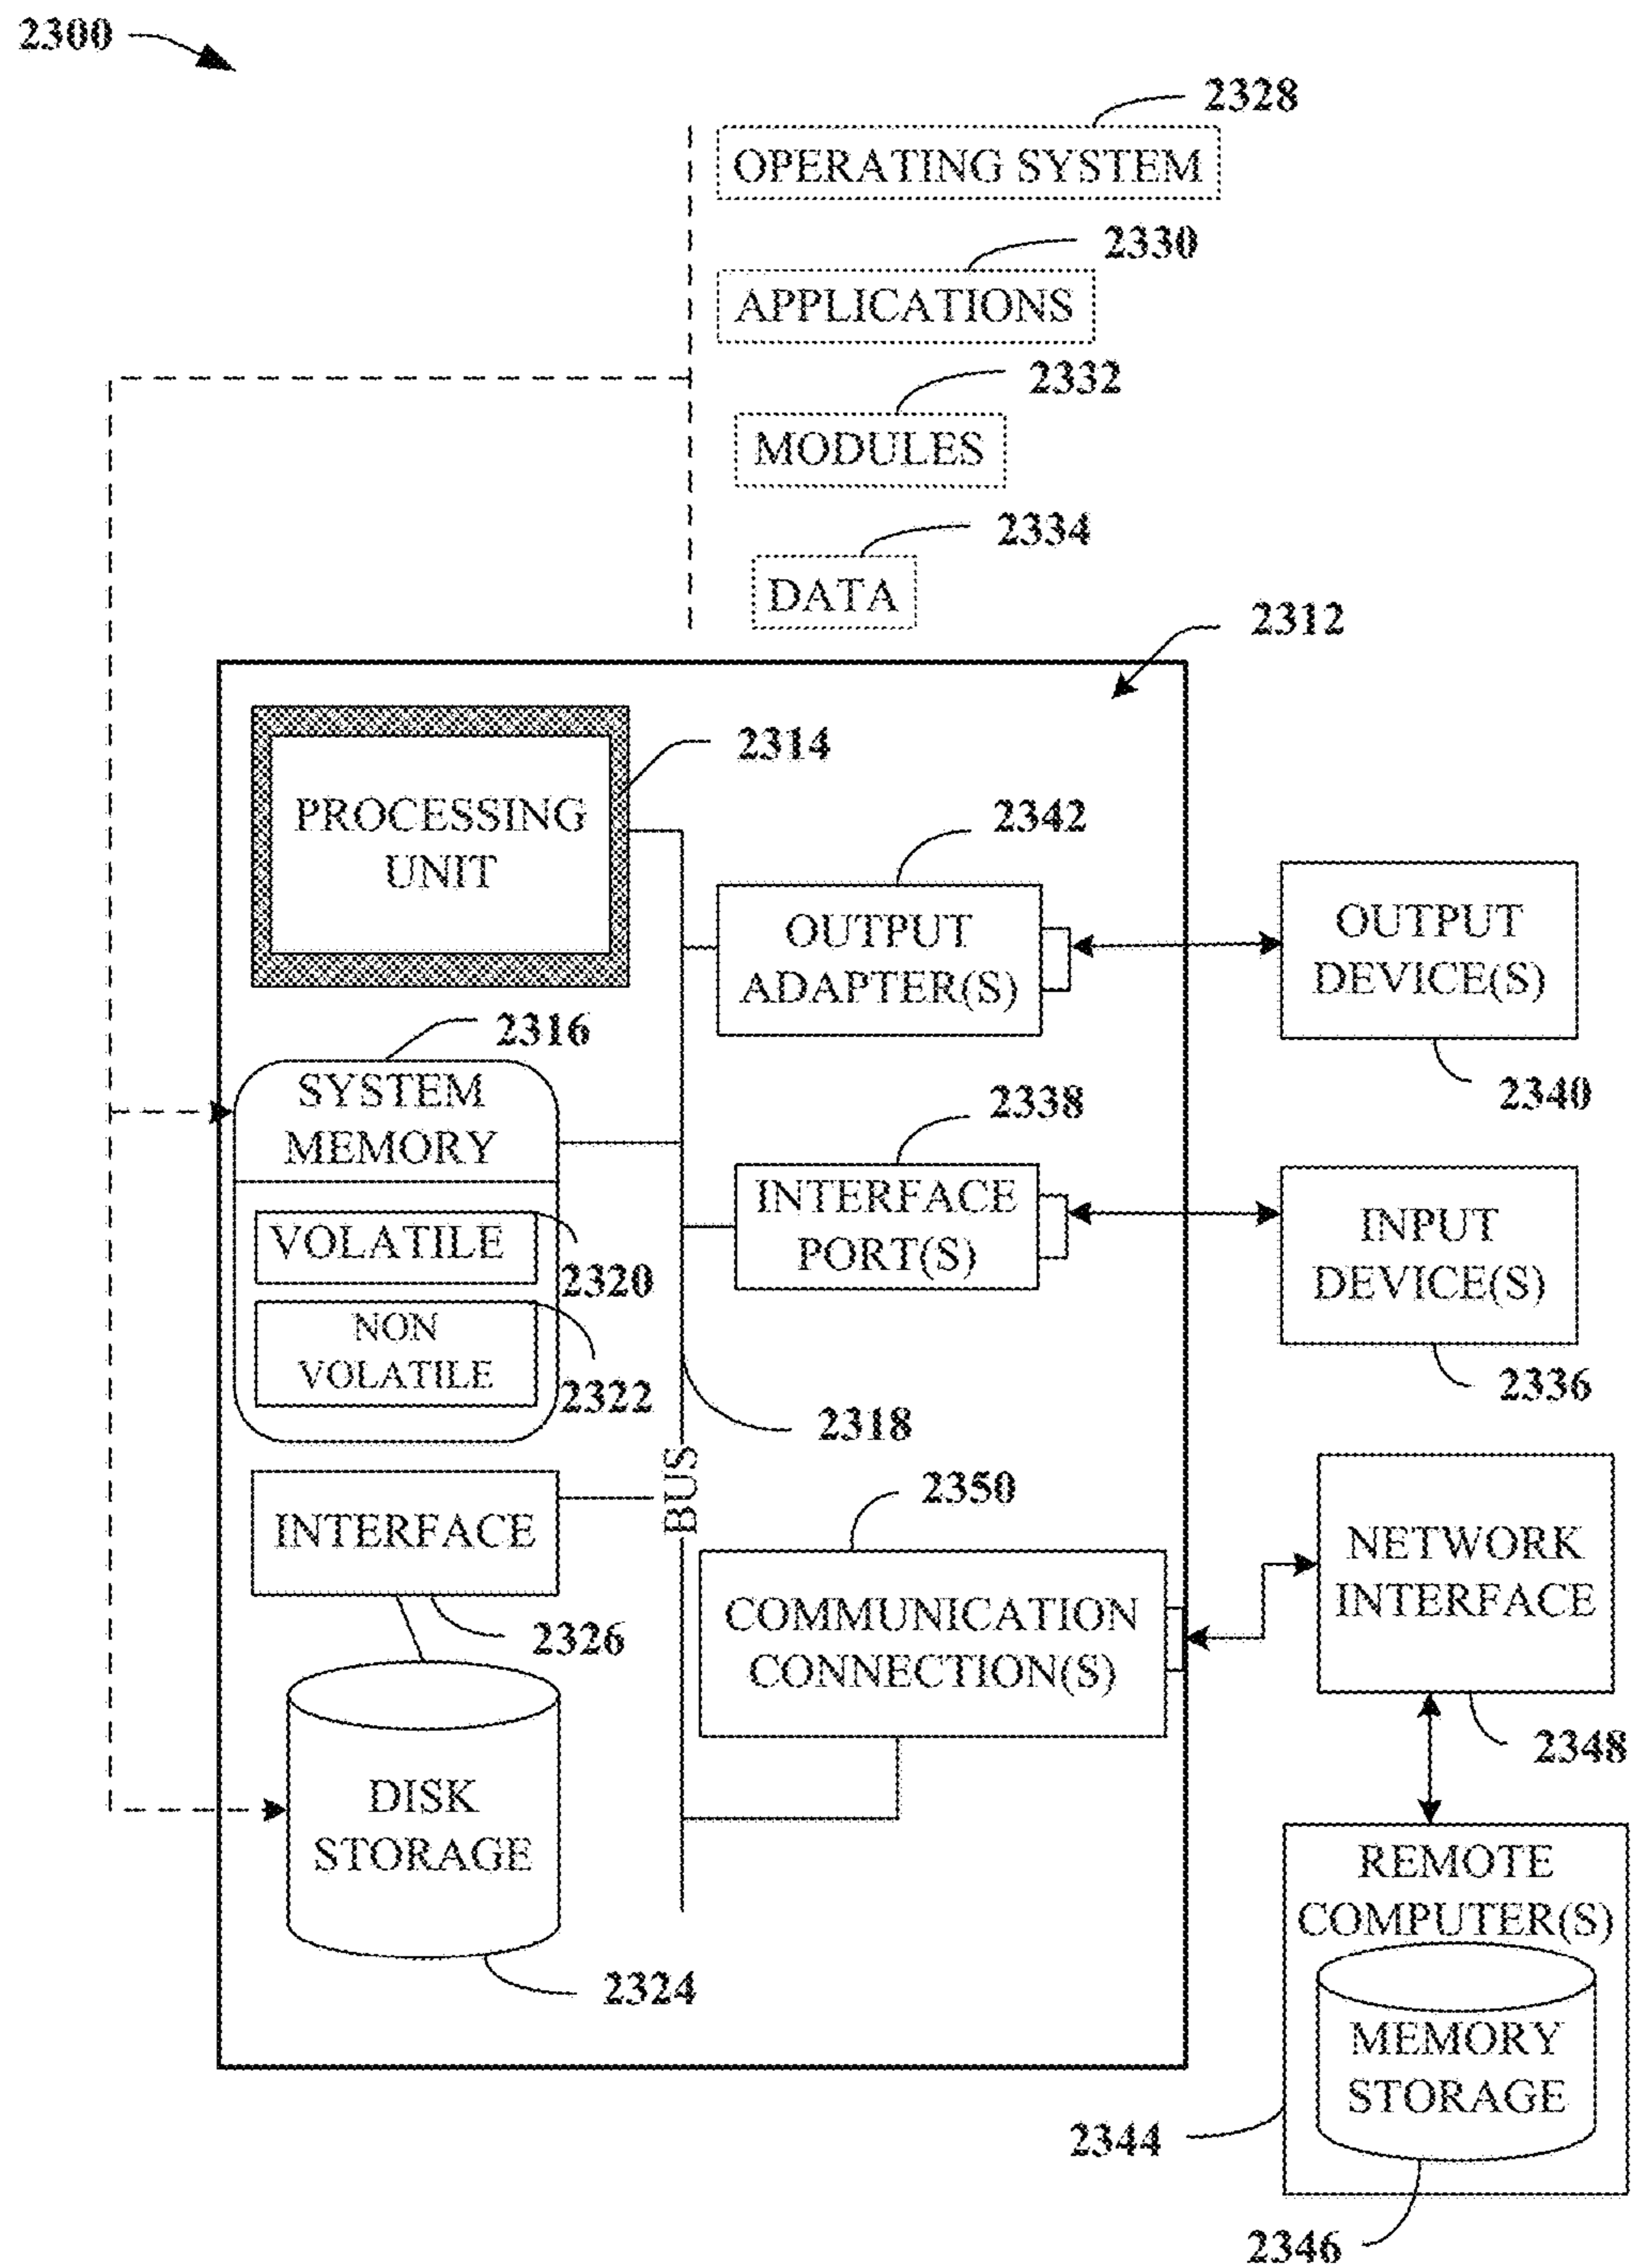 2300
2328
OPERATING SYSTEM
2330
APPLICATIONS
2332
MODULES
2334
DATA
2312
2314
PROCESSING
UNIT
2342
OUTPUT
ADAPTER(S)
OUTPUT
DEVICE(S)
2340
2316
SYSTEM
MEMORY
VOLATILE
2320
NON
VOLATILE
2322
2338
INTERFACE
PORT(S)
INPUT
DEVICE(S)
2336
2318
BUS
INTERFACE
2326
2350
COMMUNICATION
CONNECTION(S)
NETWORK
INTERFACE
2348
DISK
STORAGE
2324
REMOTE
COMPUTER(S)
MEMORY
STORAGE
2344
2346